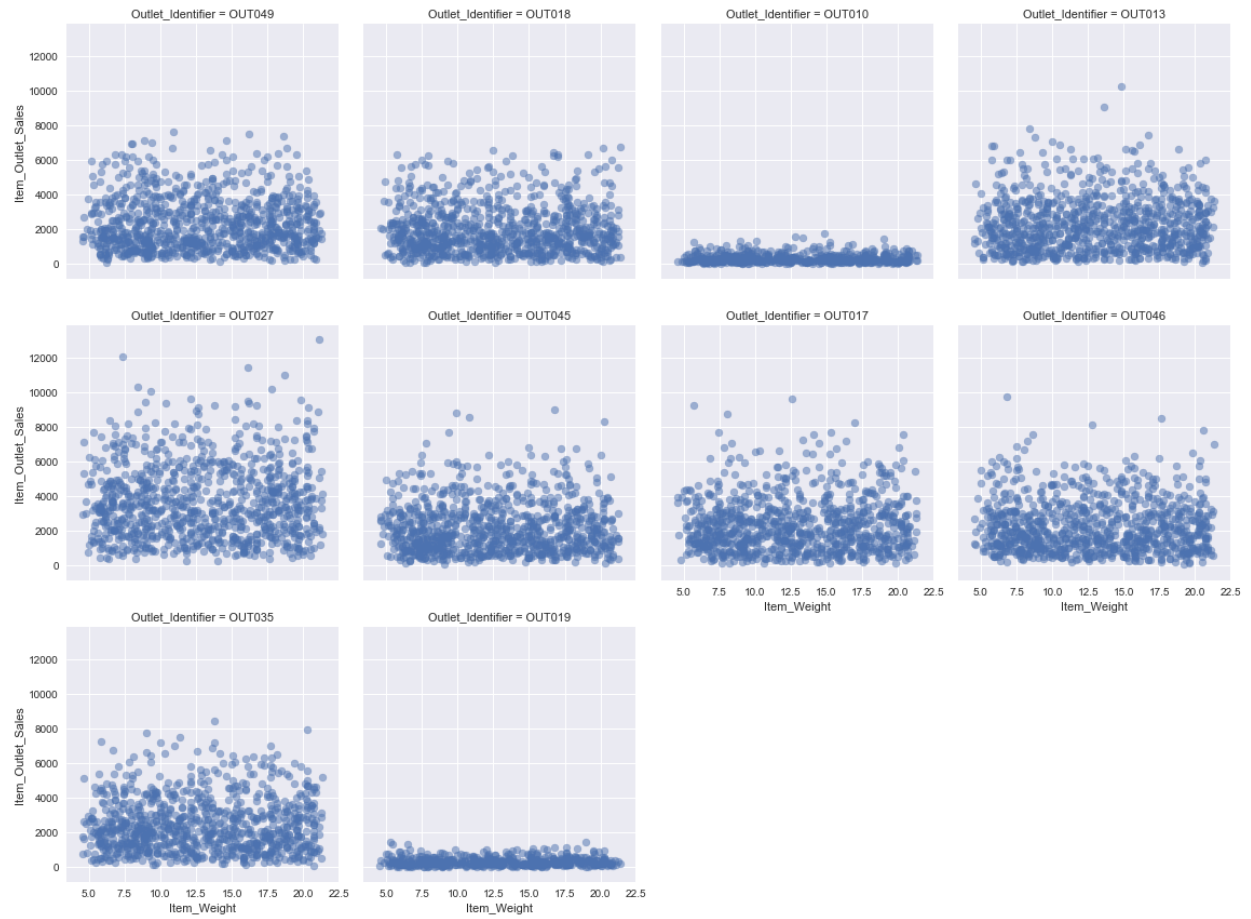 Outlet_Identifier = OUT049
Outlet_Identifier = OUT018
Outlet_Identifier = OUT010
Outlet_Identifier = OUT013
Item_Outlet_Sales
12000
10000
8000
6000
4000
2000
0
Outlet_Identifier = OUT027
Outlet_Identifier = OUT045
Outlet_Identifier = OUT017
Outlet_Identifier = OUT046
Item_Outlet_Sales
12000
10000
8000
6000
4000
2000
0
5.0 7.5 10.0 12.5 15.0 17.5 20.0 22.5
Item_Weight
5.0 7.5 10.0 12.5 15.0 17.5 20.0 22.5
Item_Weight
Outlet_Identifier = OUT035
Outlet_Identifier = OUT019
Item_Outlet_Sales
12000
10000
8000
6000
4000
2000
0
5.0 7.5 10.0 12.5 15.0 17.5 20.0 22.5
Item_Weight
5.0 7.5 10.0 12.5 15.0 17.5 20.0 22.5
Item_Weight